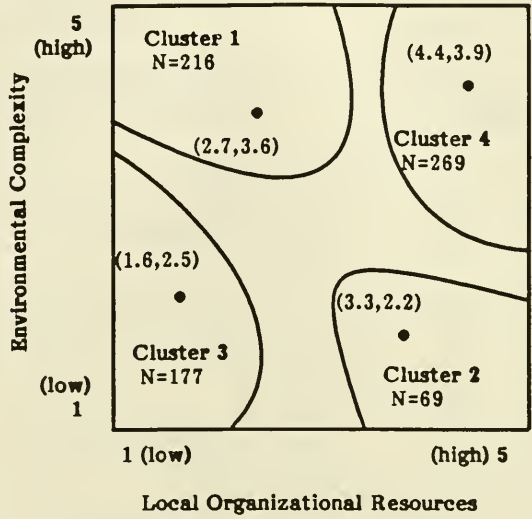 5
(high)
Environmental Complexity
(low)
1
Cluster 1
N=216
(2.7,3.6)
(4.4,3.9)
Cluster 4
N=269
(1.6,2.5)
Cluster 3
N=177
(3.3,2.2)
Cluster 2
N=69
1 (low)
(high) 5
Local Organizational Resources